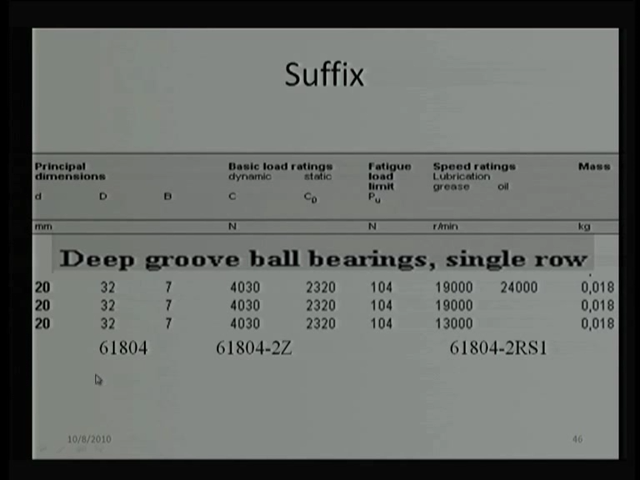 Suffix
Principal Basic load ratings Fatigue Speed ratings Mass
dimensions dynamic static load Lubrication
limit grease oil
d D B C C0 Pu
mm N N r/min kg
Deep groove ball bearings, single row
20 32 7 4030 2320 104 19000 24000 0,018
20 32 7 4030 2320 104 19000 0,018
20 32 7 4030 2320 104 13000 0,018
61804 61804-2Z 61804-2RS1
10/8/2010 46